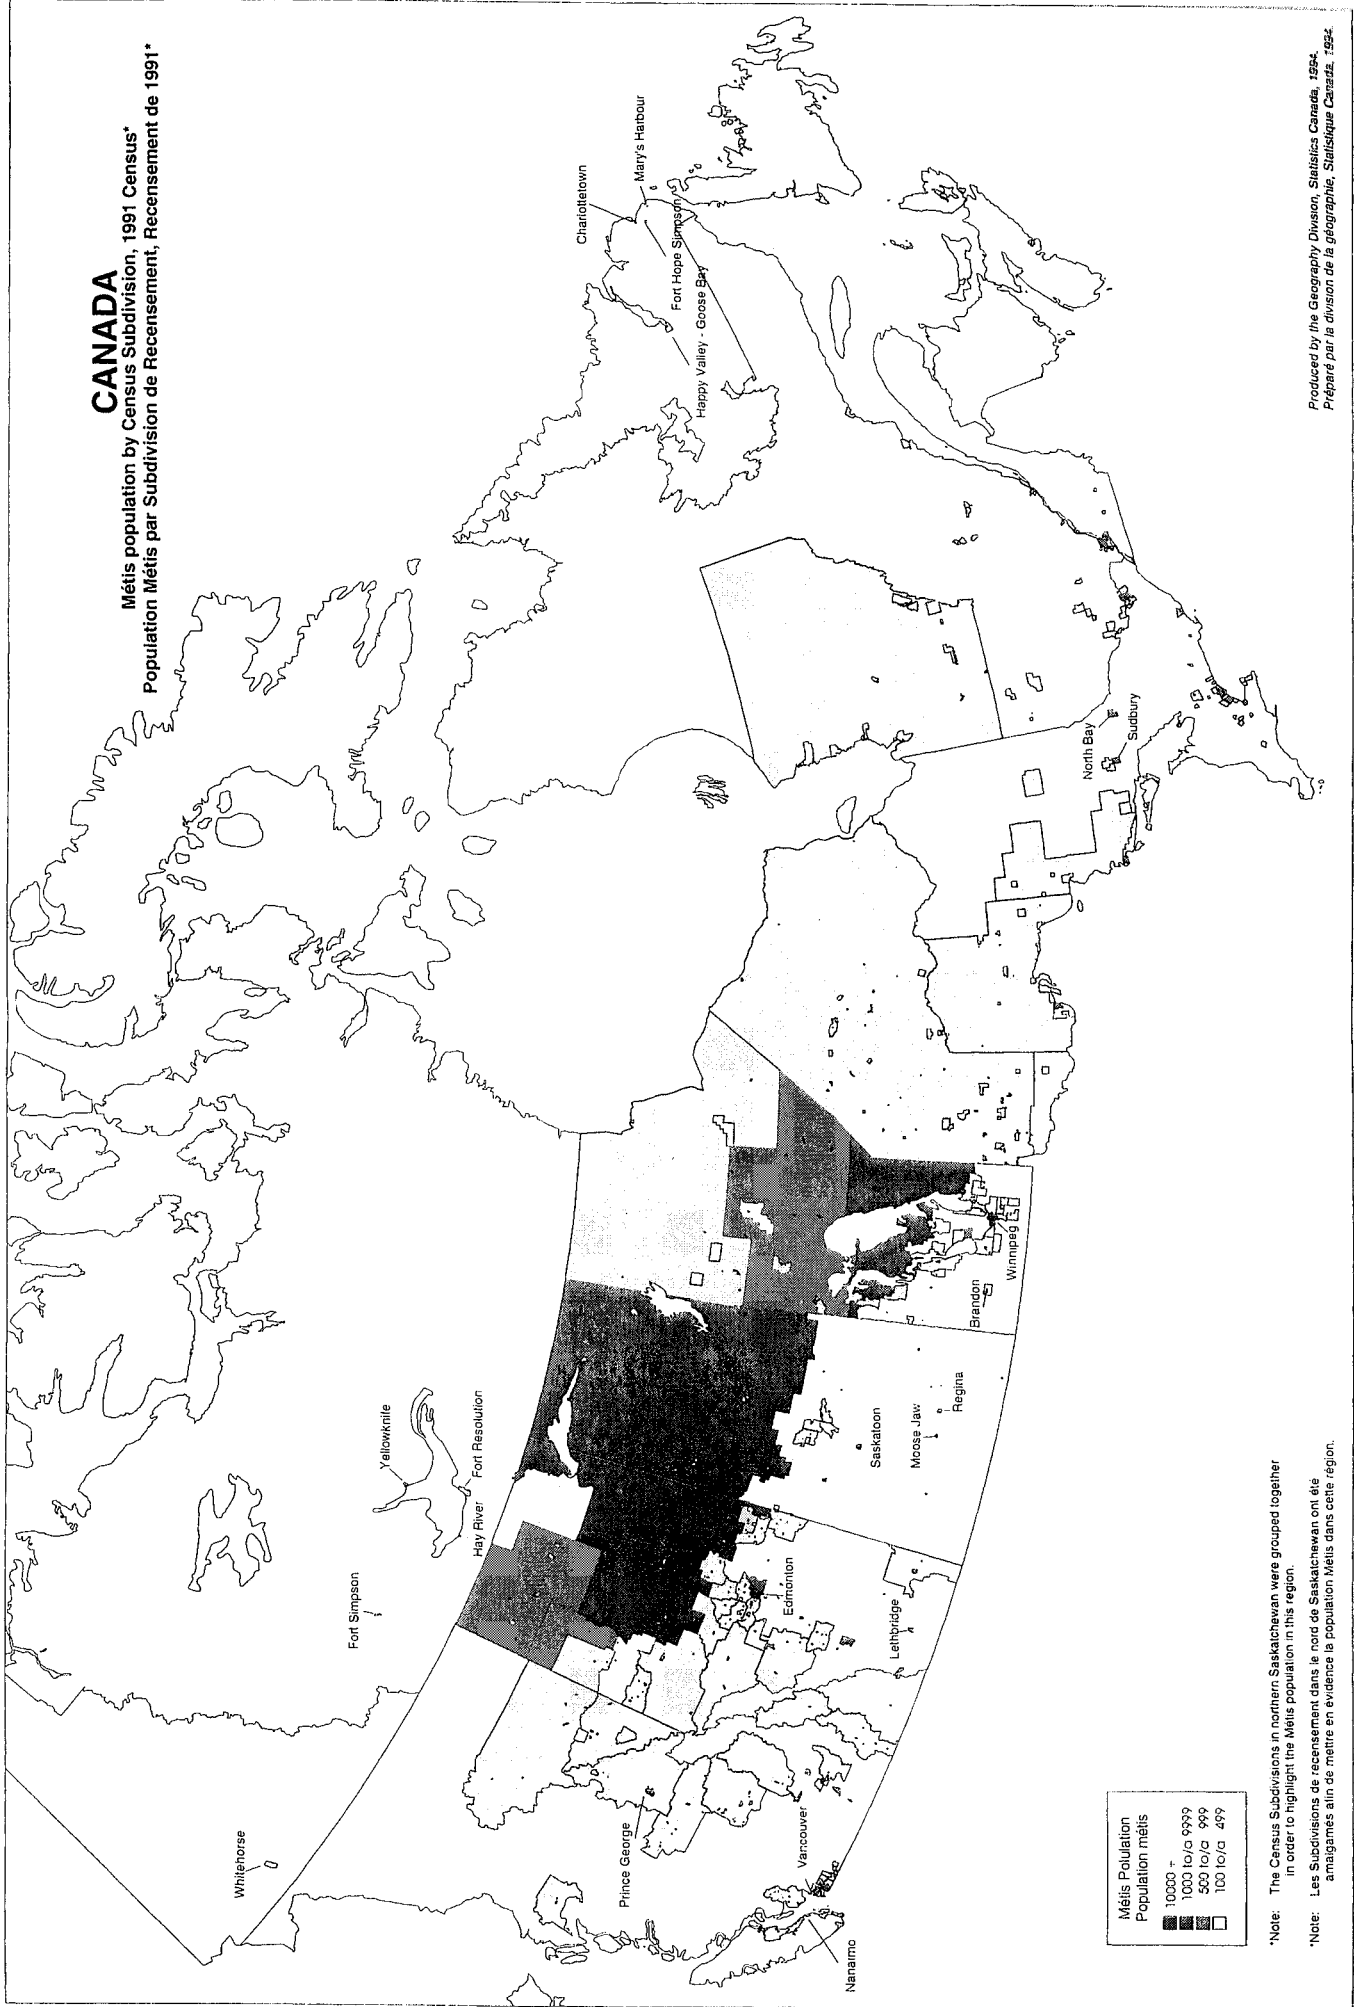 CANADA
Métis population by Census Subdivision, 1991 Census*
Population Métis par Subdivision de Recensement, Recensement de 1991*
Charlottetown
Mary's Harbour
Fort Hope Simpson
Happy Valley - Goose Bay
Yellowknife
Fort Resolution
Hay River
Fort Simpson
Whitehorse
North Bay
Sudbury
Winnipeg
Brandon
Regina
Moose Jaw
Saskatoon
Edmonton
Lethbridge
Prince George
Vancouver
Nanaimo
Métis Polulation
Population métis
10000 +
1000 to/a 9999
500 to/a 999
100 to/a 499
*Note: The Census Subdivisions in northern Saskatchewan were grouped together
in order to highlight the Métis population in this region.
*Note: Les Subdivisions de recensement dans le nord de Saskatchewan ont été
amalgamés afin de mettre en évidence la population Métis dans cette région.
Produced by the Geography Division, Statistics Canada, 1994.
Préparé par la division de la géographie, Statistique Canada, 1994.